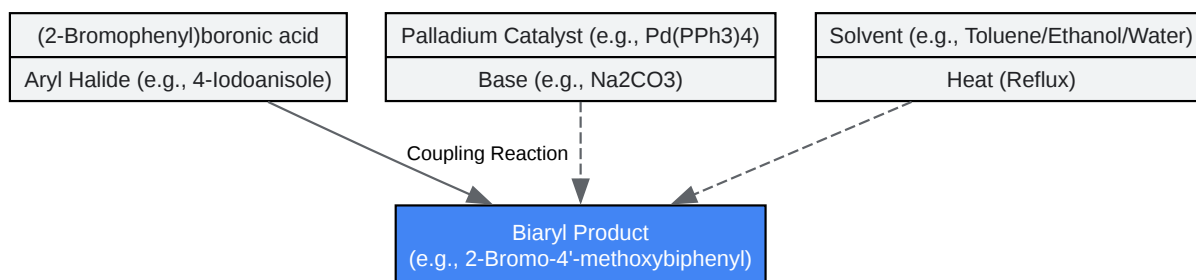 (2-Bromophenyl)boronic acid
Aryl Halide (e.g., 4-Iodoanisole)
Palladium Catalyst (e.g., Pd(PPh3)4)
Base (e.g., Na2CO3)
Solvent (e.g., Toluene/Ethanol/Water)
Heat (Reflux)
Coupling Reaction
Biaryl Product
(e.g., 2-Bromo-4'-methoxybiphenyl)